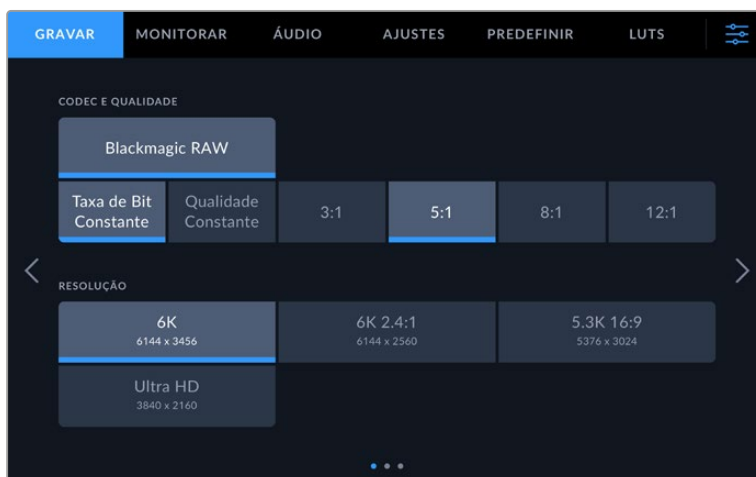 GRAVAR MONITORAR ÁUDIO AJUSTES PREDEFINIR LUTS
CODEC E QUALIDADE
Blackmagic RAW
Taxa de Bit Constante Qualidade Constante 3:1 5:1 8:1 12:1
RESOLUÇÃO
6K 6K 2.4:1 5.3K 16:9
6144 x 3456 6144 x 2560 5376 x 3024
Ultra HD
3840 x 2160